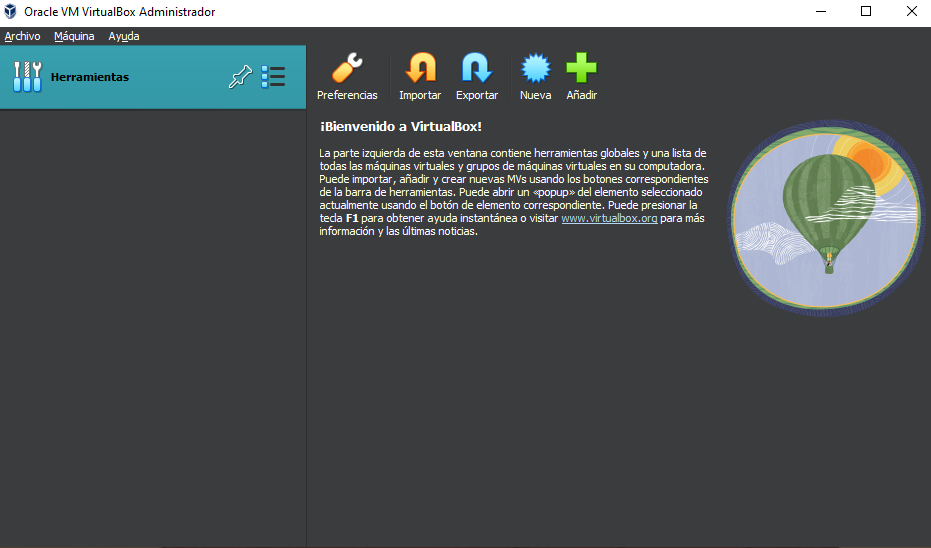 Oracle VM VirtualBox Administrador
Archivo Máquina Ayuda
Herramientas
Preferencias Importar Exportar Nueva Añadir
¡Bienvenido a VirtualBox!
La parte izquierda de esta ventana contiene herramientas globales y una lista de
todas las máquinas virtuales y grupos de máquinas virtuales en su computadora.
Puede importar, añadir y crear nuevas MVs usando los botones correspondientes
de la barra de herramientas. Puede abrir un «popup» del elemento seleccionado
actualmente usando el botón de elemento correspondiente. Puede presionar la
tecla F1 para obtener ayuda instantánea o visitar www.virtualbox.org para más
información y las últimas noticias.